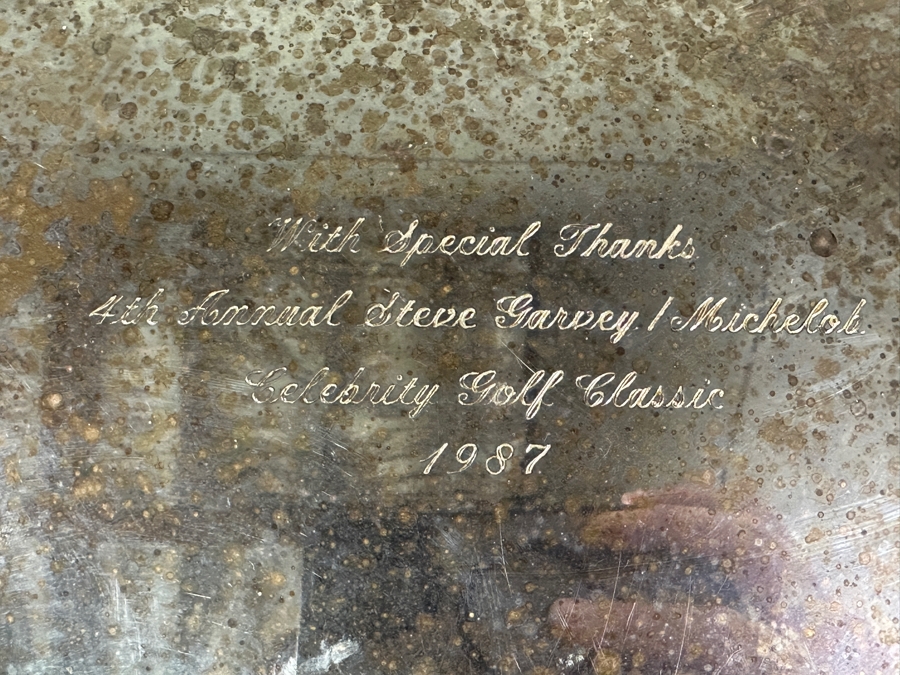 With Special Thanks
4th Annual Steve Garvey / Michelob
Celebrity Golf Classic
1987